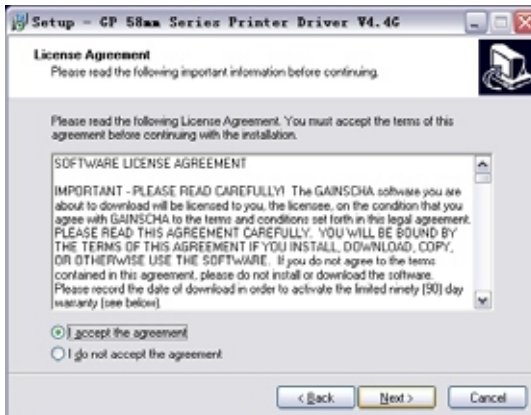 Setup - GP 58mm Series Printer Driver V4.4G
License Agreement
Please read the following important information before continuing.
Please read the following License Agreement. You must accept the terms of this
agreement before continuing with the installation.
SOFTWARE LICENSE AGREEMENT
IMPORTANT - PLEASE READ CAREFULLY! The GAINSCHA software you are
about to download will be licensed to you, the licensee, on the condition that you
agree with GAINSCHA to the terms and conditions set forth in this legal agreement.
PLEASE READ THIS AGREEMENT CAREFULLY. YOU WILL BE BOUND BY
THE TERMS OF THIS AGREEMENT IF YOU INSTALL, DOWNLOAD, COPY,
OR OTHERWISE USE THE SOFTWARE. If you do not agree to the terms
contained in this agreement, please do not install or download the software.
Please record the date of download in order to activate the limited ninety (90) day
warranty (see below).
I accept the agreement
I do not accept the agreement
< Back Next > Cancel